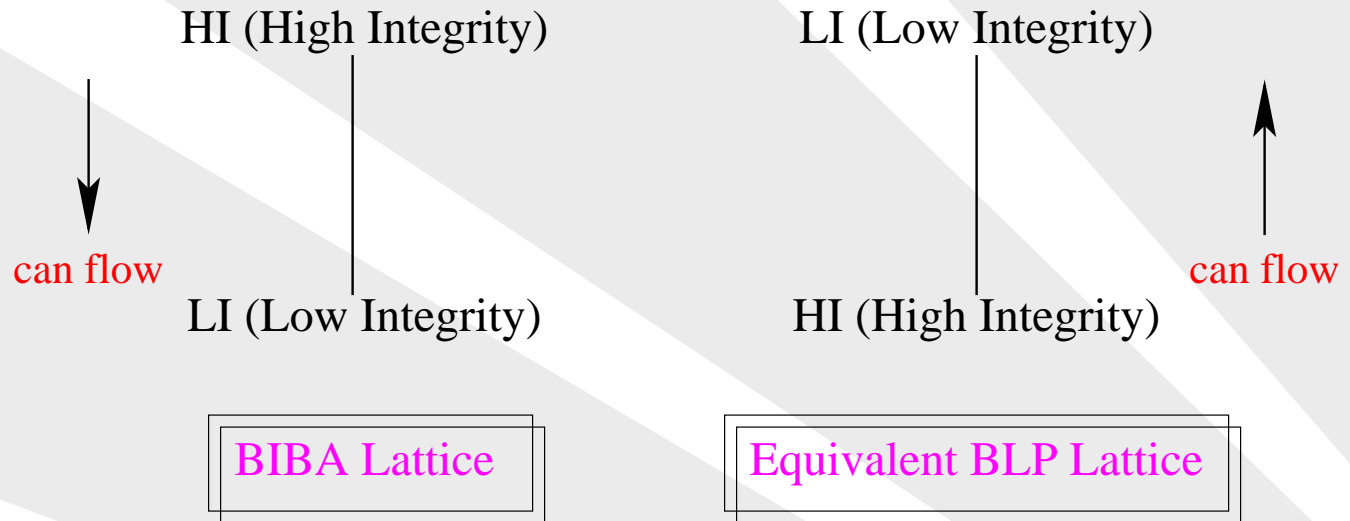 HI (High Integrity)
LI (Low Integrity)
can flow
can flow
LI (Low Integrity)
HI (High Integrity)
BIBA Lattice
Equivalent BLP Lattice